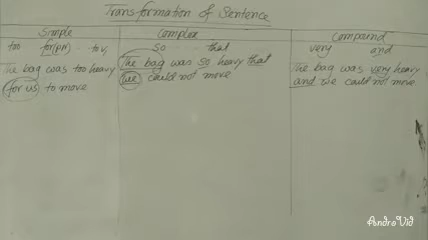 Transformation of Sentence
Simple Complex Compound
too for(pr) .. to v₁ so ..... that very and
The bag was too heavy The bag was so heavy that The bag was very heavy
for us to move we could not move and we could not move
AndroVid